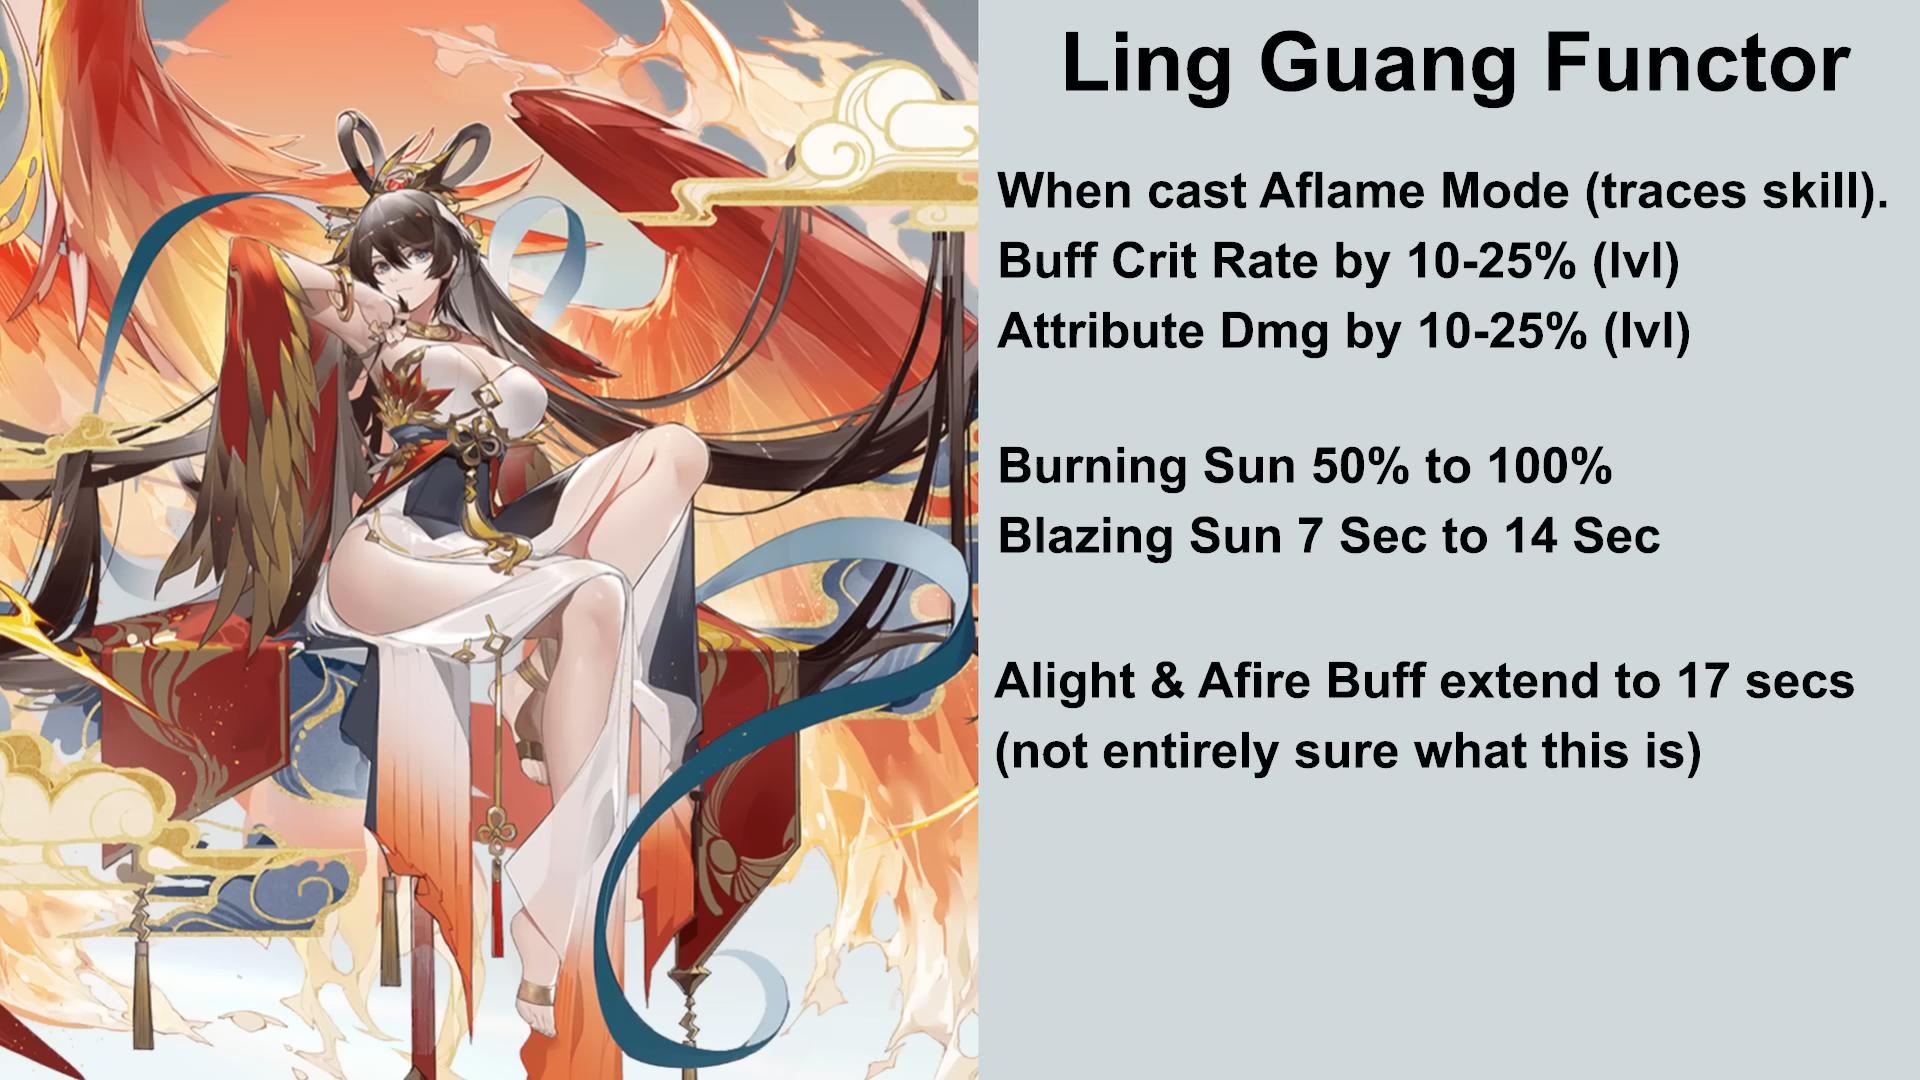 Ling Guang Functor
When cast Aflame Mode (traces skill).
Buff Crit Rate by 10-25% (lvl)
Attribute Dmg by 10-25% (lvl)
Burning Sun 50% to 100%
Blazing Sun 7 Sec to 14 Sec
Alight & Afire Buff extend to 17 secs
(not entirely sure what this is)